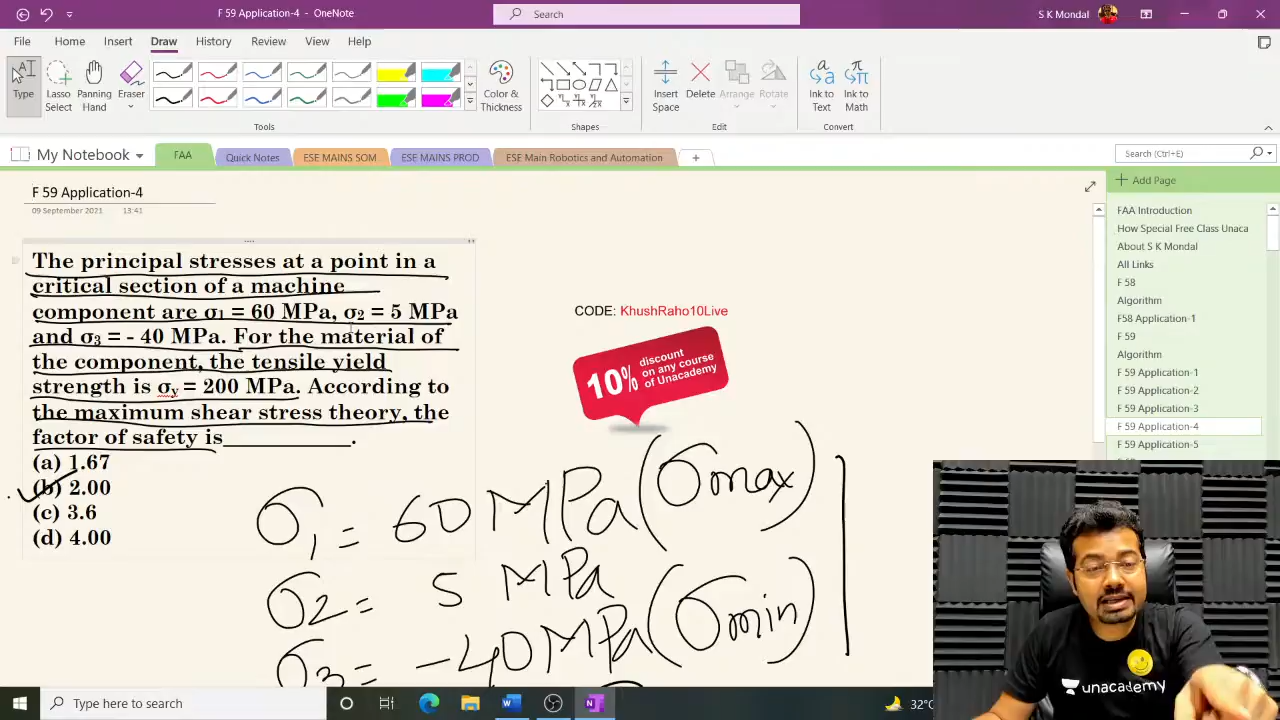 F 59 Application-4 - OneNote
Search
S K Mondal
File Home Insert Draw History Review View Help
Type
Lasso Select
Panning Hand
Eraser
Color & Thickness
Insert Space
Delete
Arrange
Rotate
Ink to Text
Ink to Math
Tools
Shapes
Edit
Convert
My Notebook
FAA
Quick Notes
ESE MAINS SOM
ESE MAINS PROD
ESE Main Robotics and Automation
Search (Ctrl+E)
F 59 Application-4
09 September 2021 13:41
The principal stresses at a point in a
critical section of a machine
component are σ₁ = 60 MPa, σ₂ = 5 MPa
and σ₃ = - 40 MPa. For the material of
the component, the tensile yield
strength is σy = 200 MPa. According to
the maximum shear stress theory, the
factor of safety is____________.
(a) 1.67
(b) 2.00
(c) 3.6
(d) 4.00
CODE: KhushRaho10Live
10% discount
on any course
of Unacademy
σ1 = 60 MPa (σmax)
σ2 = 5 MPa
σ3 = -40 MPa (σmin)
Add Page
FAA Introduction
How Special Free Class Unaca
About S K Mondal
All Links
F 58
Algorithm
F58 Application-1
F 59
Algorithm
F 59 Application-1
F 59 Application-2
F 59 Application-3
F 59 Application-4
F 59 Application-5
unacademy
Type here to search
32°C